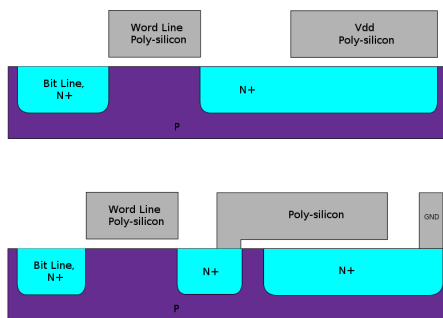 Word Line
Poly-silicon
Vdd
Poly-silicon
Bit Line,
N+
N+
P
Word Line
Poly-silicon
Poly-silicon
GND
Bit Line,
N+
N+
N+
P